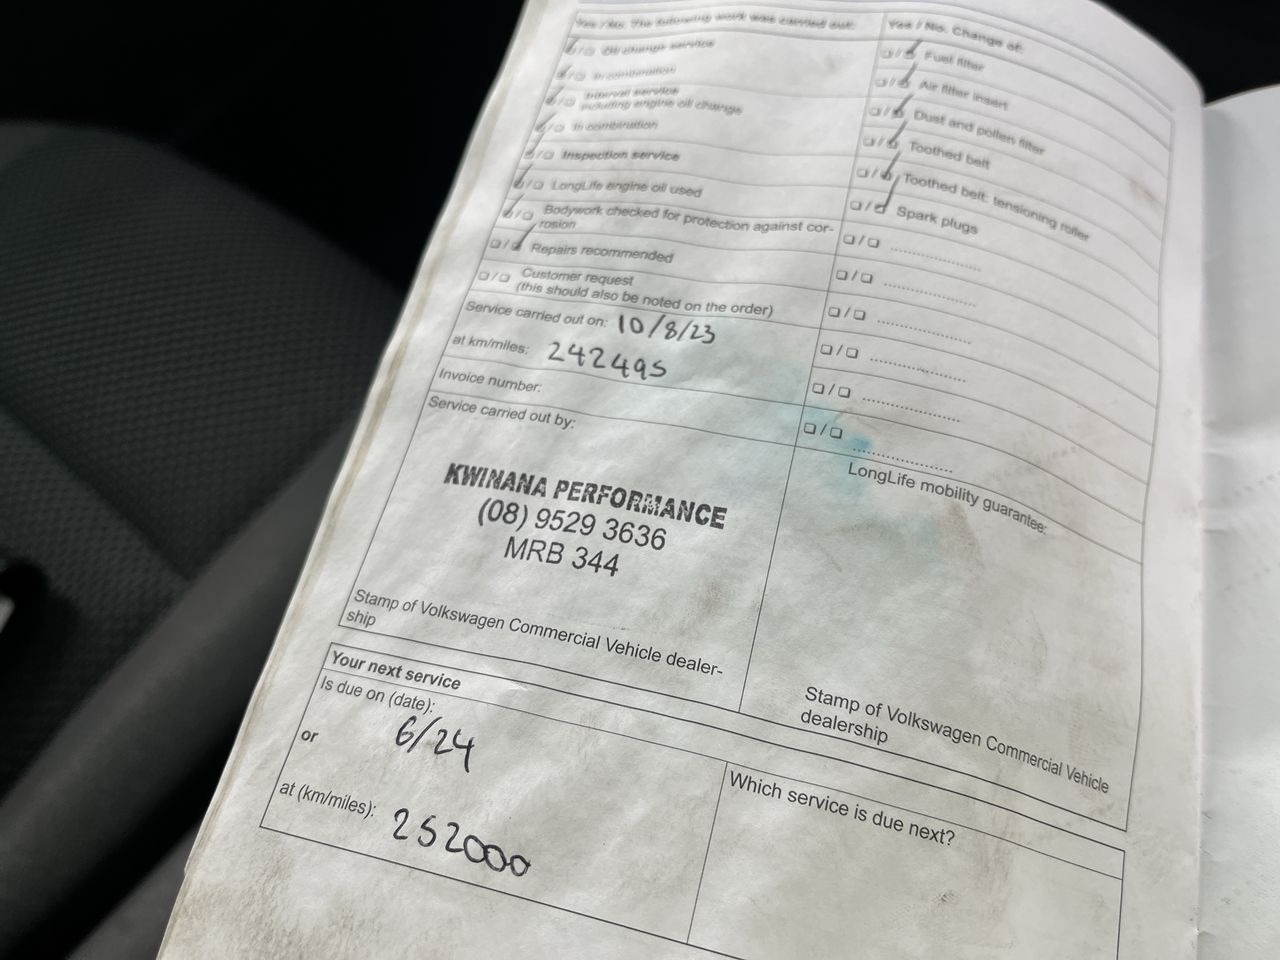 Yes / No. The following work was carried out:
Oil change service
In combination
Interval service
including engine oil change
In combination
Inspection service
LongLife engine oil used
Bodywork checked for protection against cor-
rosion
Repairs recommended
Customer request
(this should also be noted on the order)
Service carried out on: 10/8/23
at km/miles: 242495
Invoice number:
Service carried out by:
KWINANA PERFORMANCE
(08) 9529 3636
MRB 344
Stamp of Volkswagen Commercial Vehicle dealer-
ship
Yes / No. Change of:
Fuel filter
Air filter insert
Dust and pollen filter
Toothed belt
Toothed belt: tensioning roller
Spark plugs
LongLife mobility guarantee:
Stamp of Volkswagen Commercial Vehicle
dealership
Your next service
Is due on (date):
6/24
or
at (km/miles):
252000
Which service is due next?